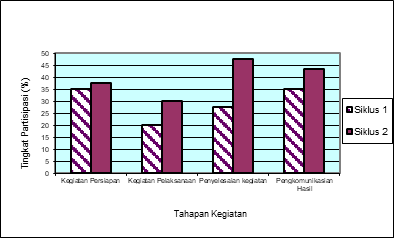 50
45
40
35
30
25
20
15
10
5
0
Tingkat Partisipasi (%)
Kegiatan Persiapan
Kegiatan Pelaksanaan
Penyelesaian kegiatan
Pengkomunikasian
Hasil
Tahapan Kegiatan
Siklus 1
Siklus 2